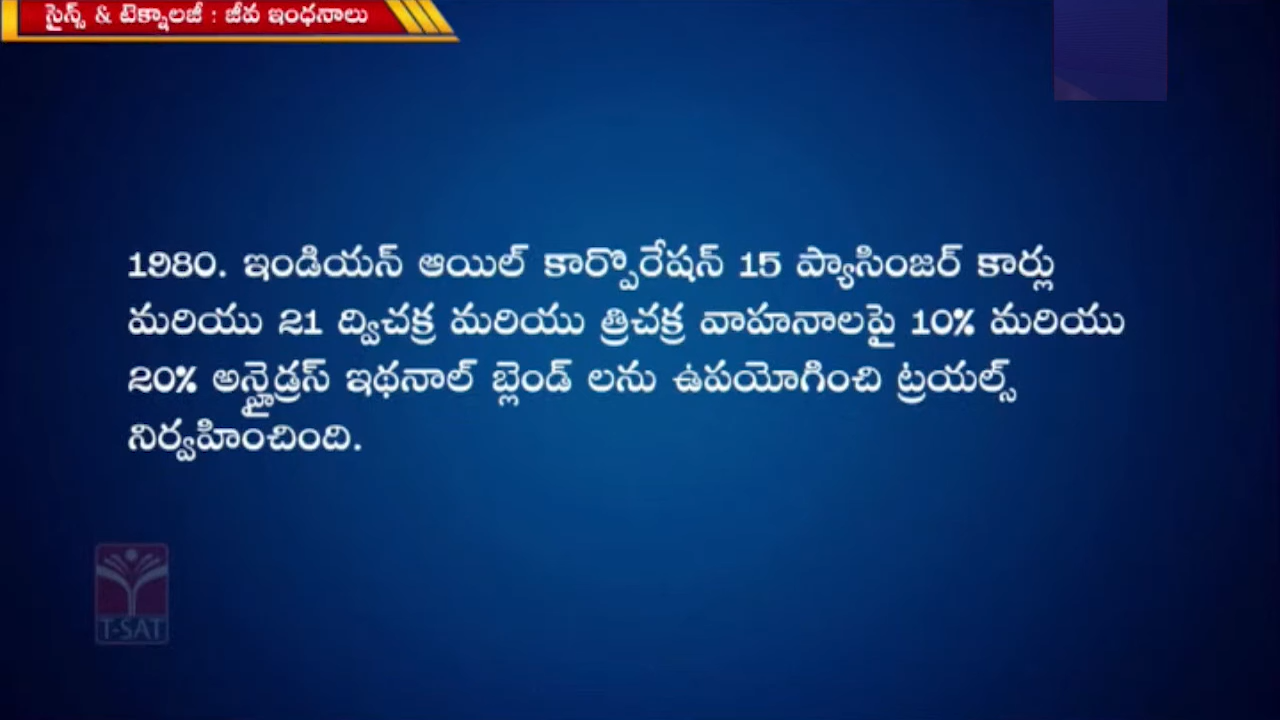 సైన్స్ & టెక్నాలజీ : జీవ ఇంధనాలు
1980. ఇండియన్ ఆయిల్ కార్పొరేషన్ 15 ప్యాసింజర్ కార్లు
మరియు 21 ద్విచక్ర మరియు త్రిచక్ర వాహనాలపై 10% మరియు
20% అన్హైడ్రస్ ఇథనాల్ బ్లెండ్ లను ఉపయోగించి ట్రయల్స్
నిర్వహించింది.
T-SAT